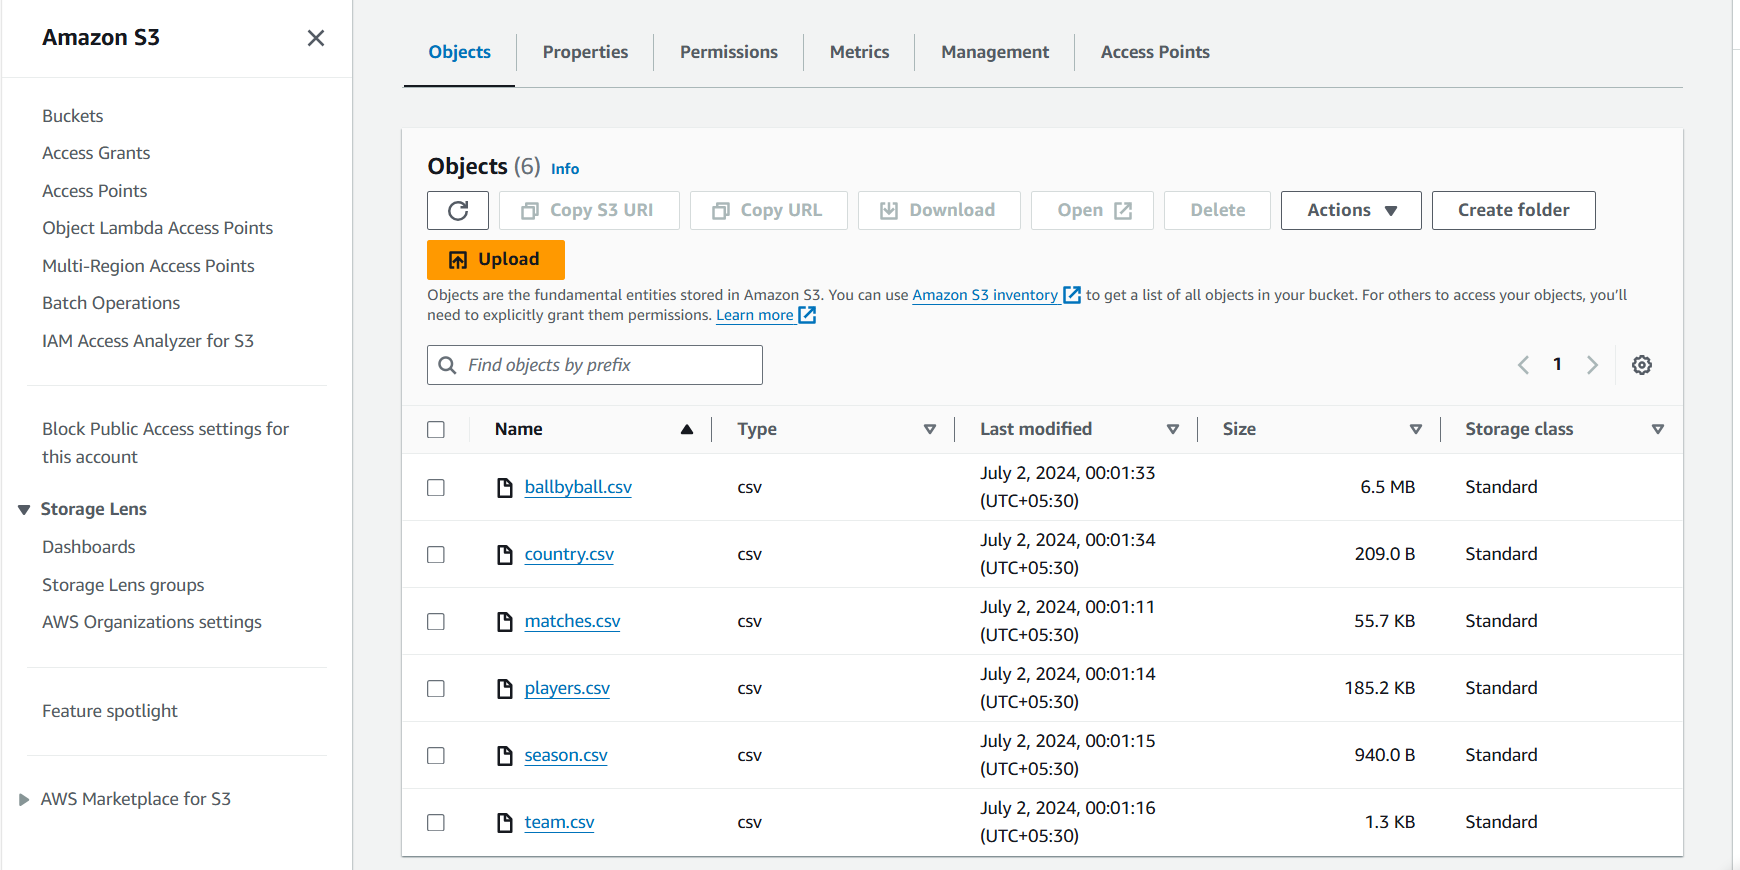 Amazon S3
Buckets
Access Grants
Access Points
Object Lambda Access Points
Multi-Region Access Points
Batch Operations
IAM Access Analyzer for S3
Block Public Access settings for
this account
Storage Lens
Dashboards
Storage Lens groups
AWS Organizations settings
Feature spotlight
AWS Marketplace for S3
Objects Properties Permissions Metrics Management Access Points
Objects (6) Info
Copy S3 URI Copy URL Download Open Delete Actions Create folder
Upload
Objects are the fundamental entities stored in Amazon S3. You can use Amazon S3 inventory to get a list of all objects in your bucket. For others to access your objects, you'll
need to explicitly grant them permissions. Learn more
Find objects by prefix 1
Name Type Last modified Size Storage class
ballbyball.csv csv July 2, 2024, 00:01:33 (UTC+05:30) 6.5 MB Standard
country.csv csv July 2, 2024, 00:01:34 (UTC+05:30) 209.0 B Standard
matches.csv csv July 2, 2024, 00:01:11 (UTC+05:30) 55.7 KB Standard
players.csv csv July 2, 2024, 00:01:14 (UTC+05:30) 185.2 KB Standard
season.csv csv July 2, 2024, 00:01:15 (UTC+05:30) 940.0 B Standard
team.csv csv July 2, 2024, 00:01:16 (UTC+05:30) 1.3 KB Standard